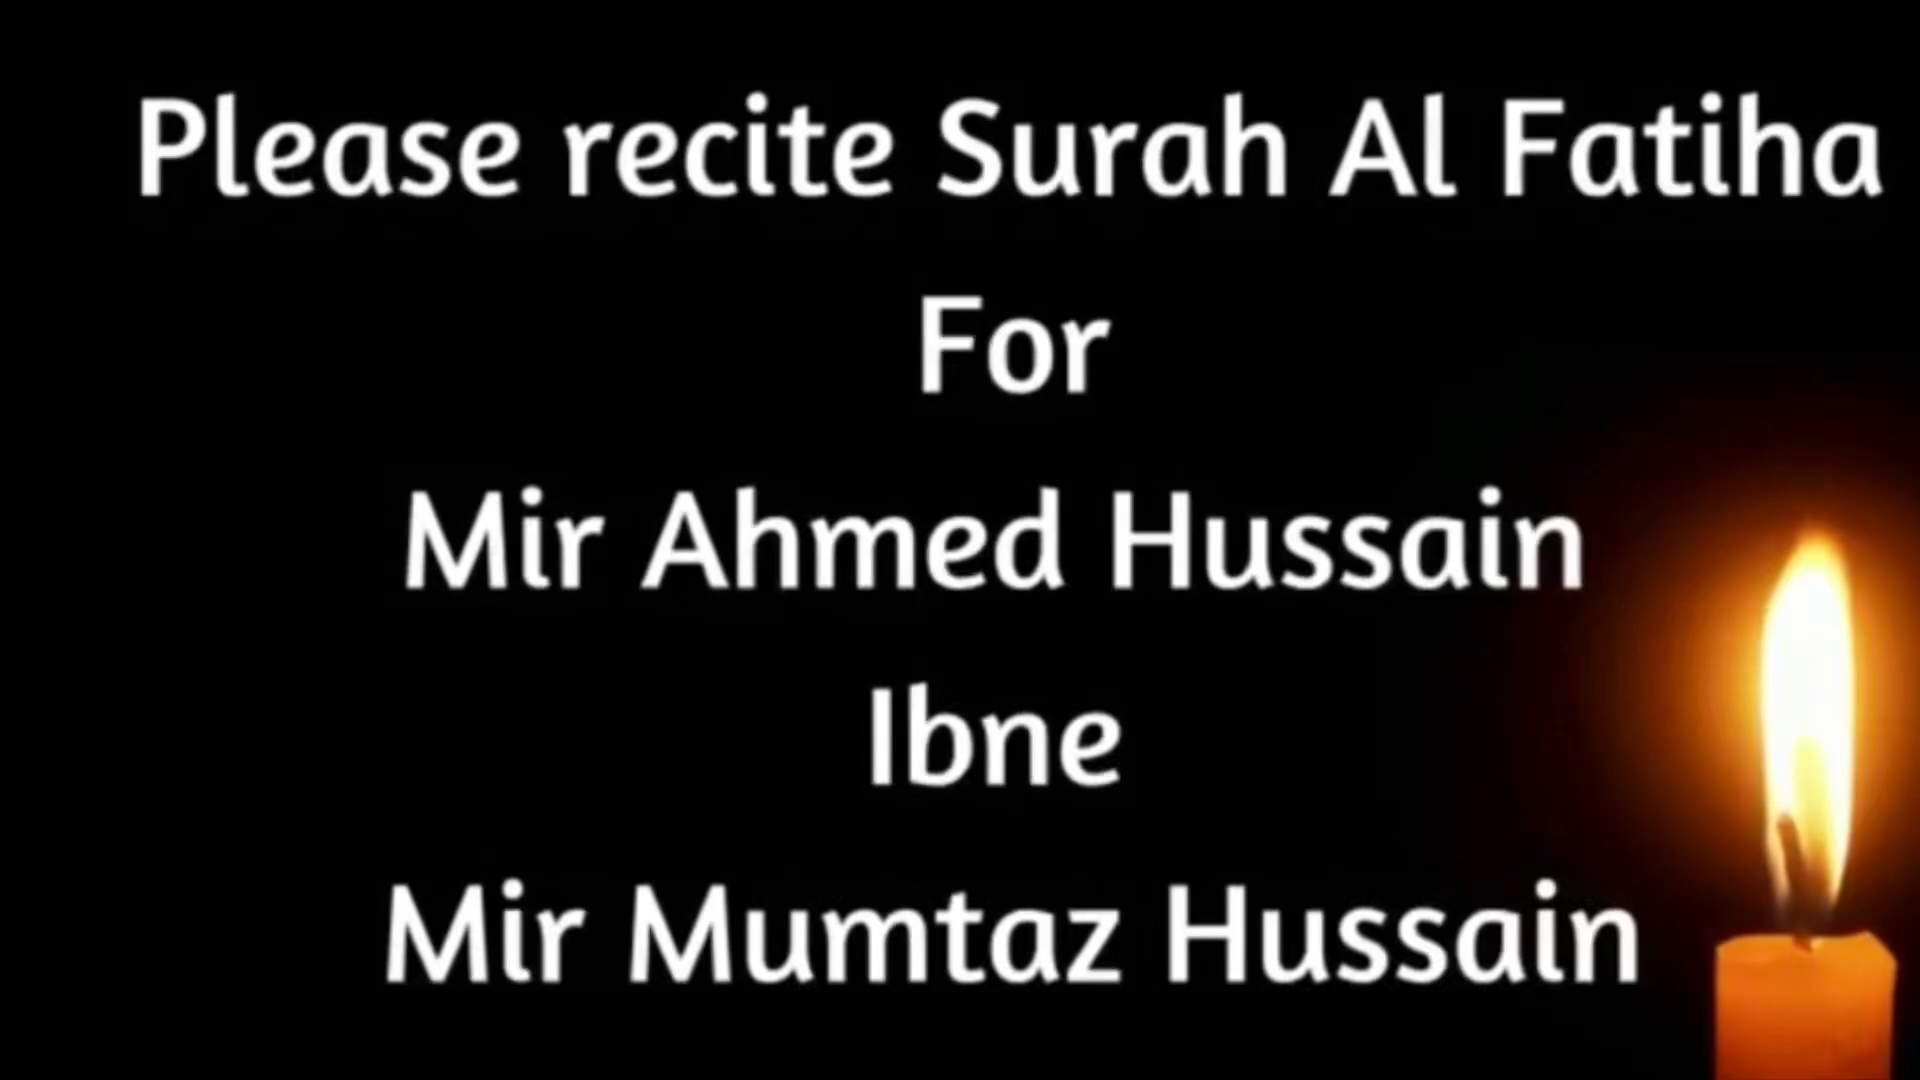 Please recite Surah Al Fatiha
For
Mir Ahmed Hussain
Ibne
Mir Mumtaz Hussain